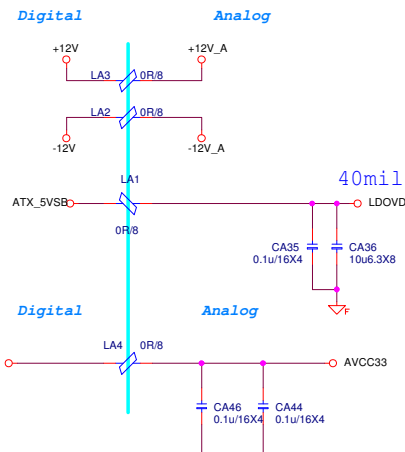 Digital Analog
+12V +12V_A
LA3 0R/8
LA2 0R/8
-12V -12V_A
LA1
40mil
ATX_5VSB LDOVD
0R/8
CA35 CA36
0.1u/16X4 10u6.3X8
F
Digital Analog
LA4 0R/8
AVCC33
CA46 CA44
0.1u/16X4 0.1u/16X4